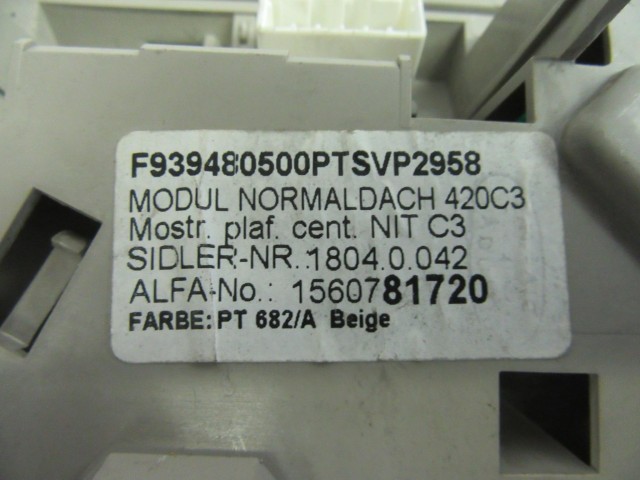 F939480500PTSVP2958
MODUL NORMALDACH 420C3
Mostr. plaf. cent. NIT C3
SIDLER-NR.:1804.0.042
ALFA-No.: 1560781720
FARBE: PT 682/A Beige